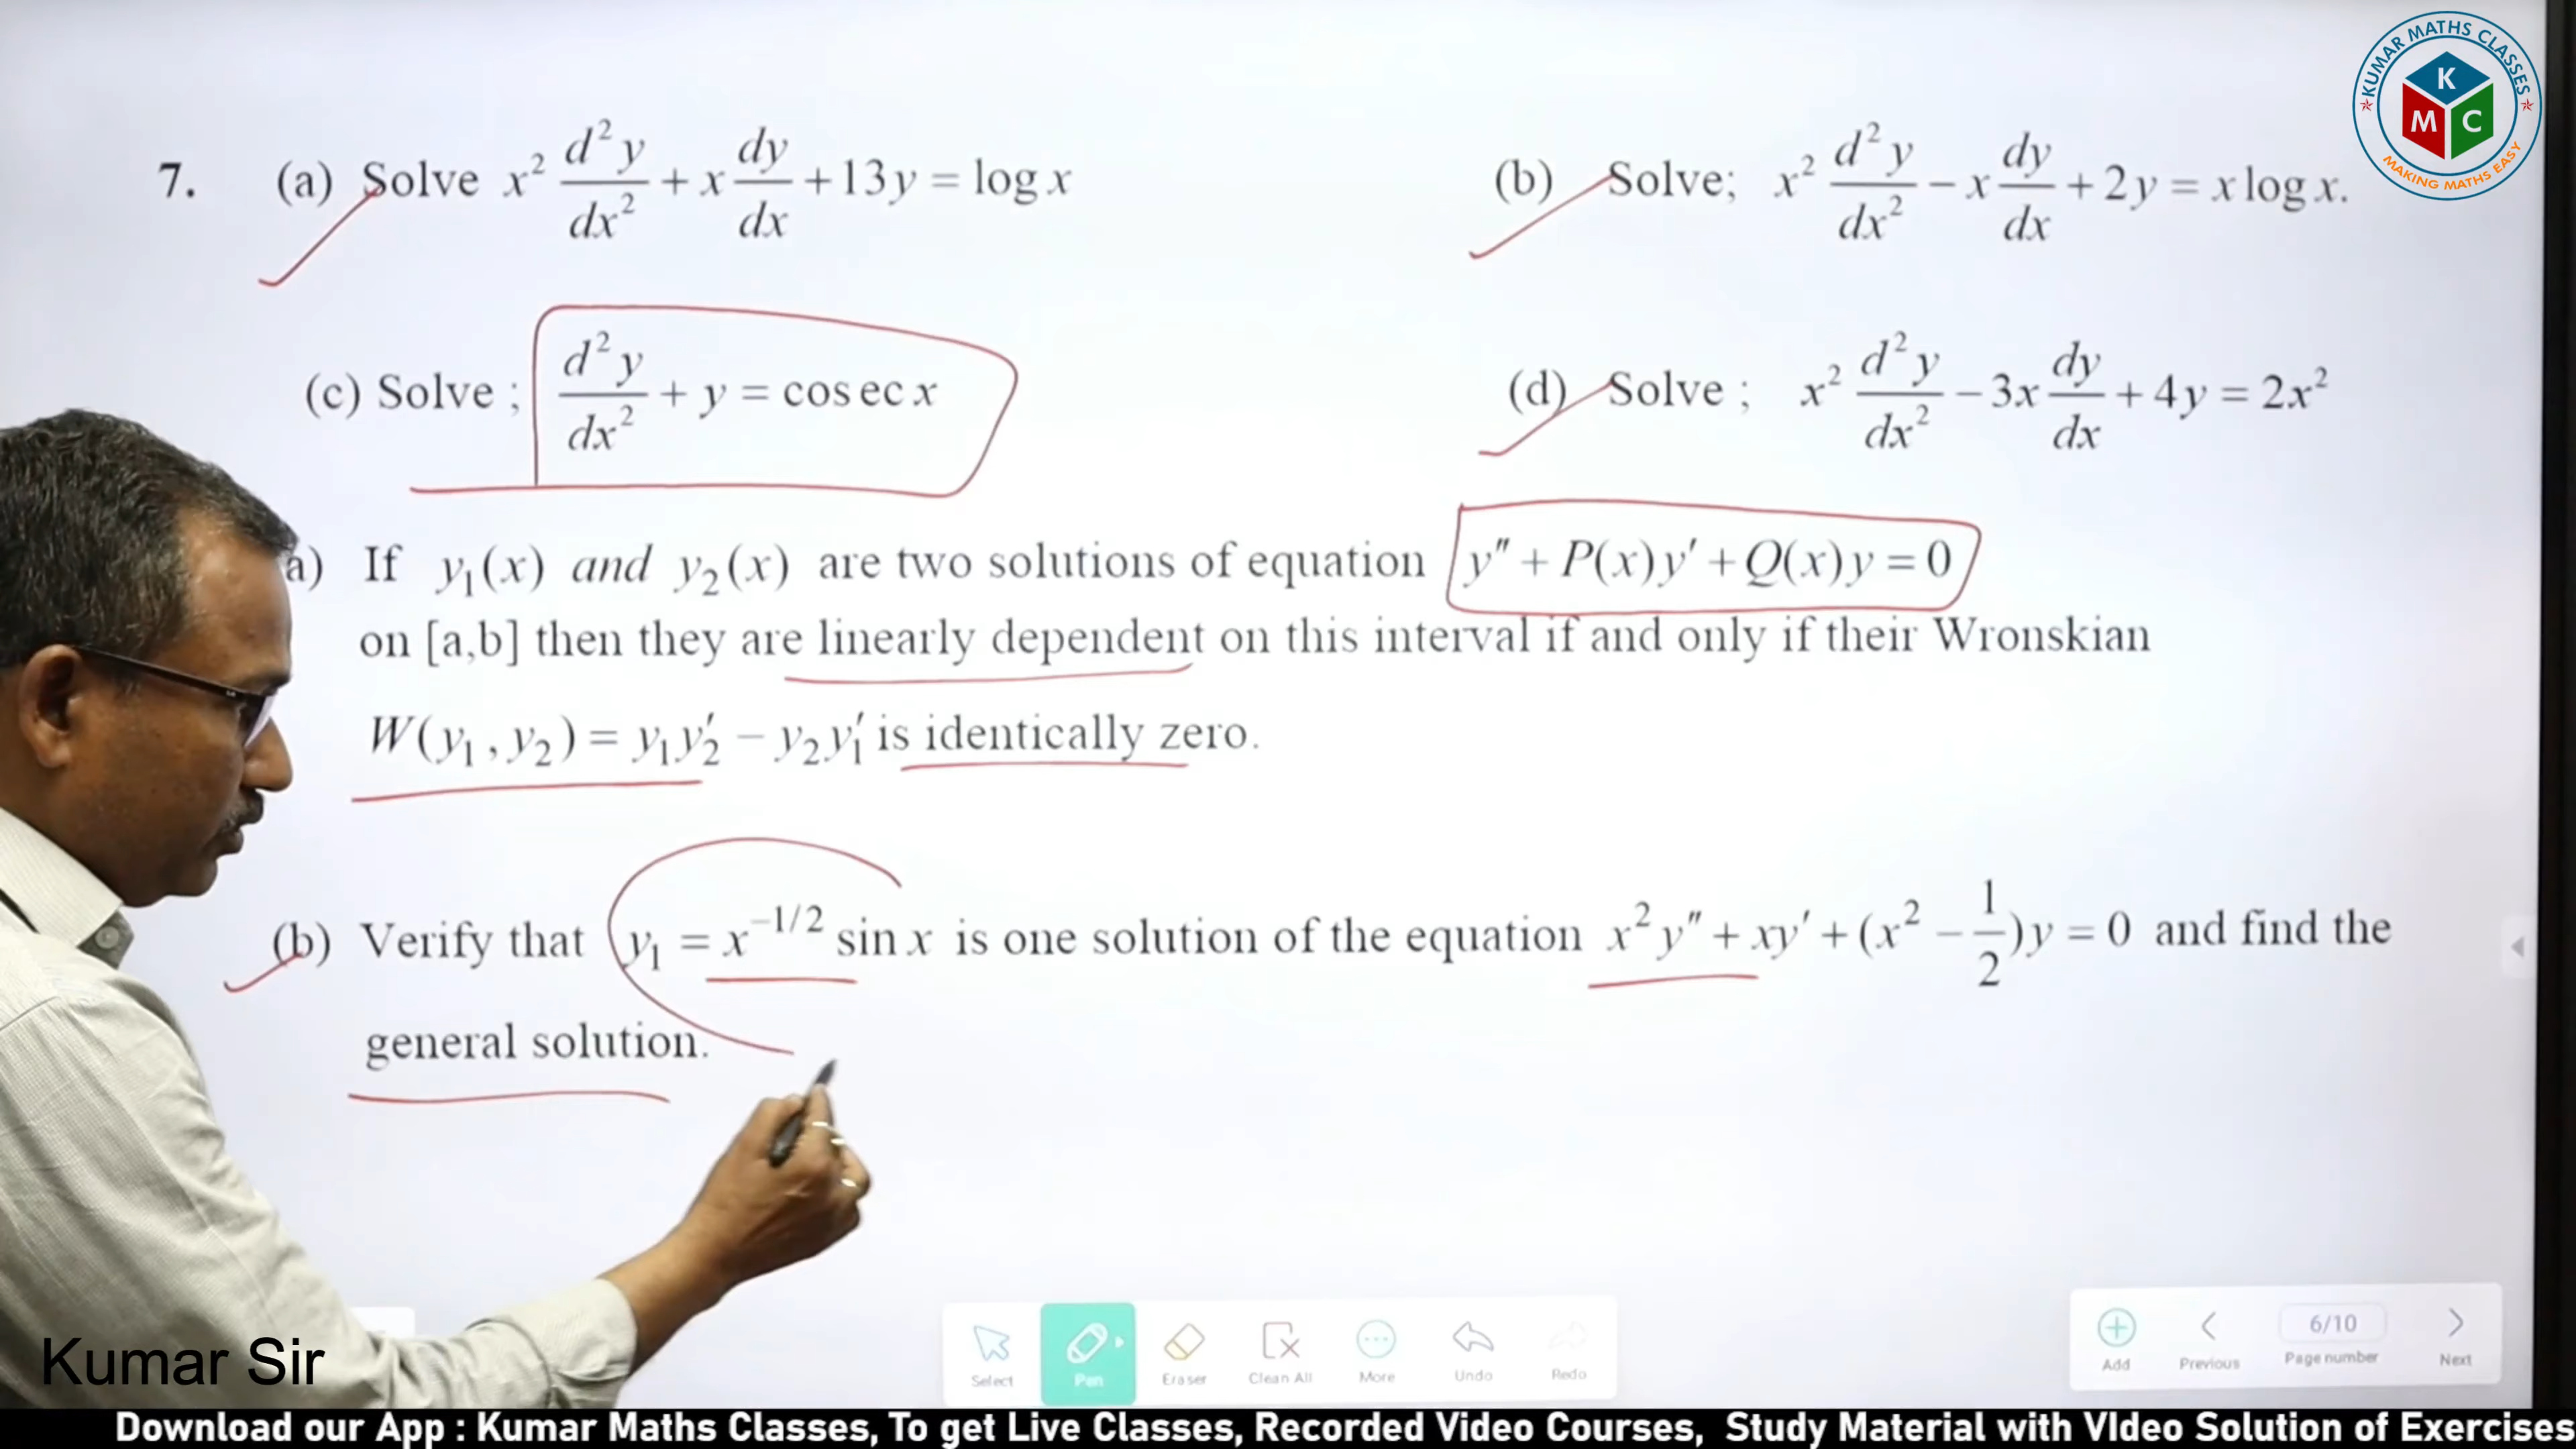 KUMAR MATHS CLASSES
K
M C
MAKING MATHS EASY
7. (a) Solve x² d²y/dx² + x dy/dx + 13y = log x
(b) Solve; x² d²y/dx² − x dy/dx + 2y = x log x.
(c) Solve ; d²y/dx² + y = cos ec x
(d) Solve ; x² d²y/dx² − 3x dy/dx + 4y = 2x²
a) If y₁(x) and y₂(x) are two solutions of equation y″ + P(x)y′ + Q(x)y = 0
on [a,b] then they are linearly dependent on this interval if and only if their Wronskian
W(y₁, y₂) = y₁y₂′ − y₂y₁′ is identically zero.
(b) Verify that y₁ = x^(−1/2) sin x is one solution of the equation x²y″ + xy′ + (x² − 1/2)y = 0 and find the
general solution.
Select Pen Eraser Clean All More Undo Redo
Add Previous 6/10 Page number Next
Kumar Sir
Download our App : Kumar Maths Classes, To get Live Classes, Recorded Video Courses, Study Material with VIdeo Solution of Exercises